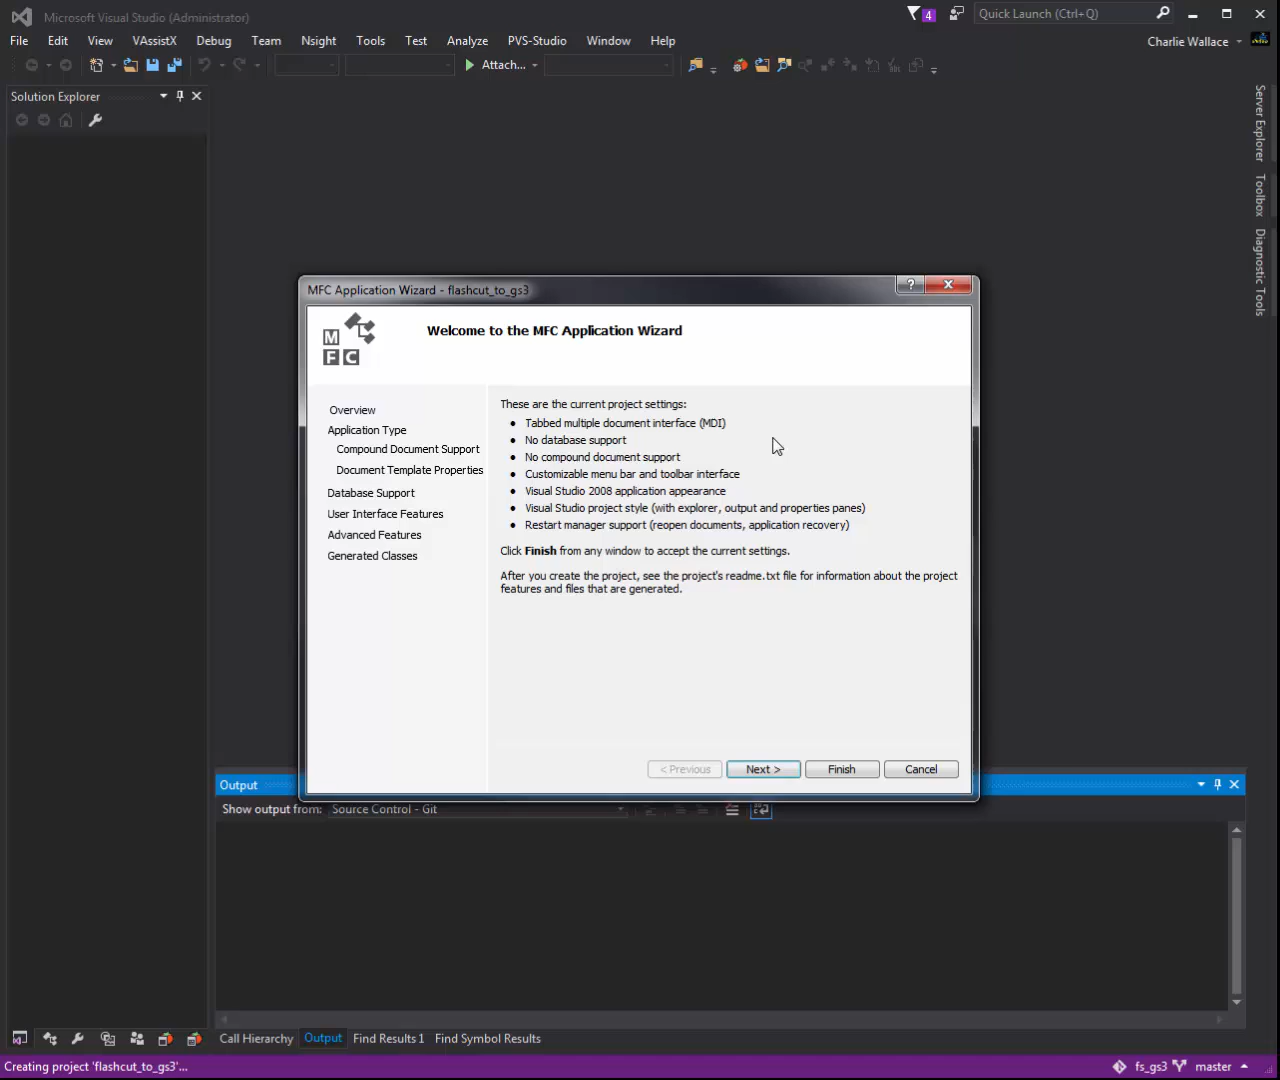 Microsoft Visual Studio (Administrator)
4
Quick Launch (Ctrl+Q)
File Edit View VAssistX Debug Team Nsight Tools Test Analyze PVS-Studio Window Help
Charlie Wallace
Attach...
Solution Explorer
Server Explorer
Toolbox
Diagnostic Tools
MFC Application Wizard - flashcut_to_gs3
?
M
F C
Welcome to the MFC Application Wizard
Overview
Application Type
Compound Document Support
Document Template Properties
Database Support
User Interface Features
Advanced Features
Generated Classes
These are the current project settings:
• Tabbed multiple document interface (MDI)
• No database support
• No compound document support
• Customizable menu bar and toolbar interface
• Visual Studio 2008 application appearance
• Visual Studio project style (with explorer, output and properties panes)
• Restart manager support (reopen documents, application recovery)
Click Finish from any window to accept the current settings.
After you create the project, see the project's readme.txt file for information about the project
features and files that are generated.
< Previous Next > Finish Cancel
Output
Show output from: Source Control - Git
Call Hierarchy Output Find Results 1 Find Symbol Results
Creating project 'flashcut_to_gs3'...
fs_gs3 master